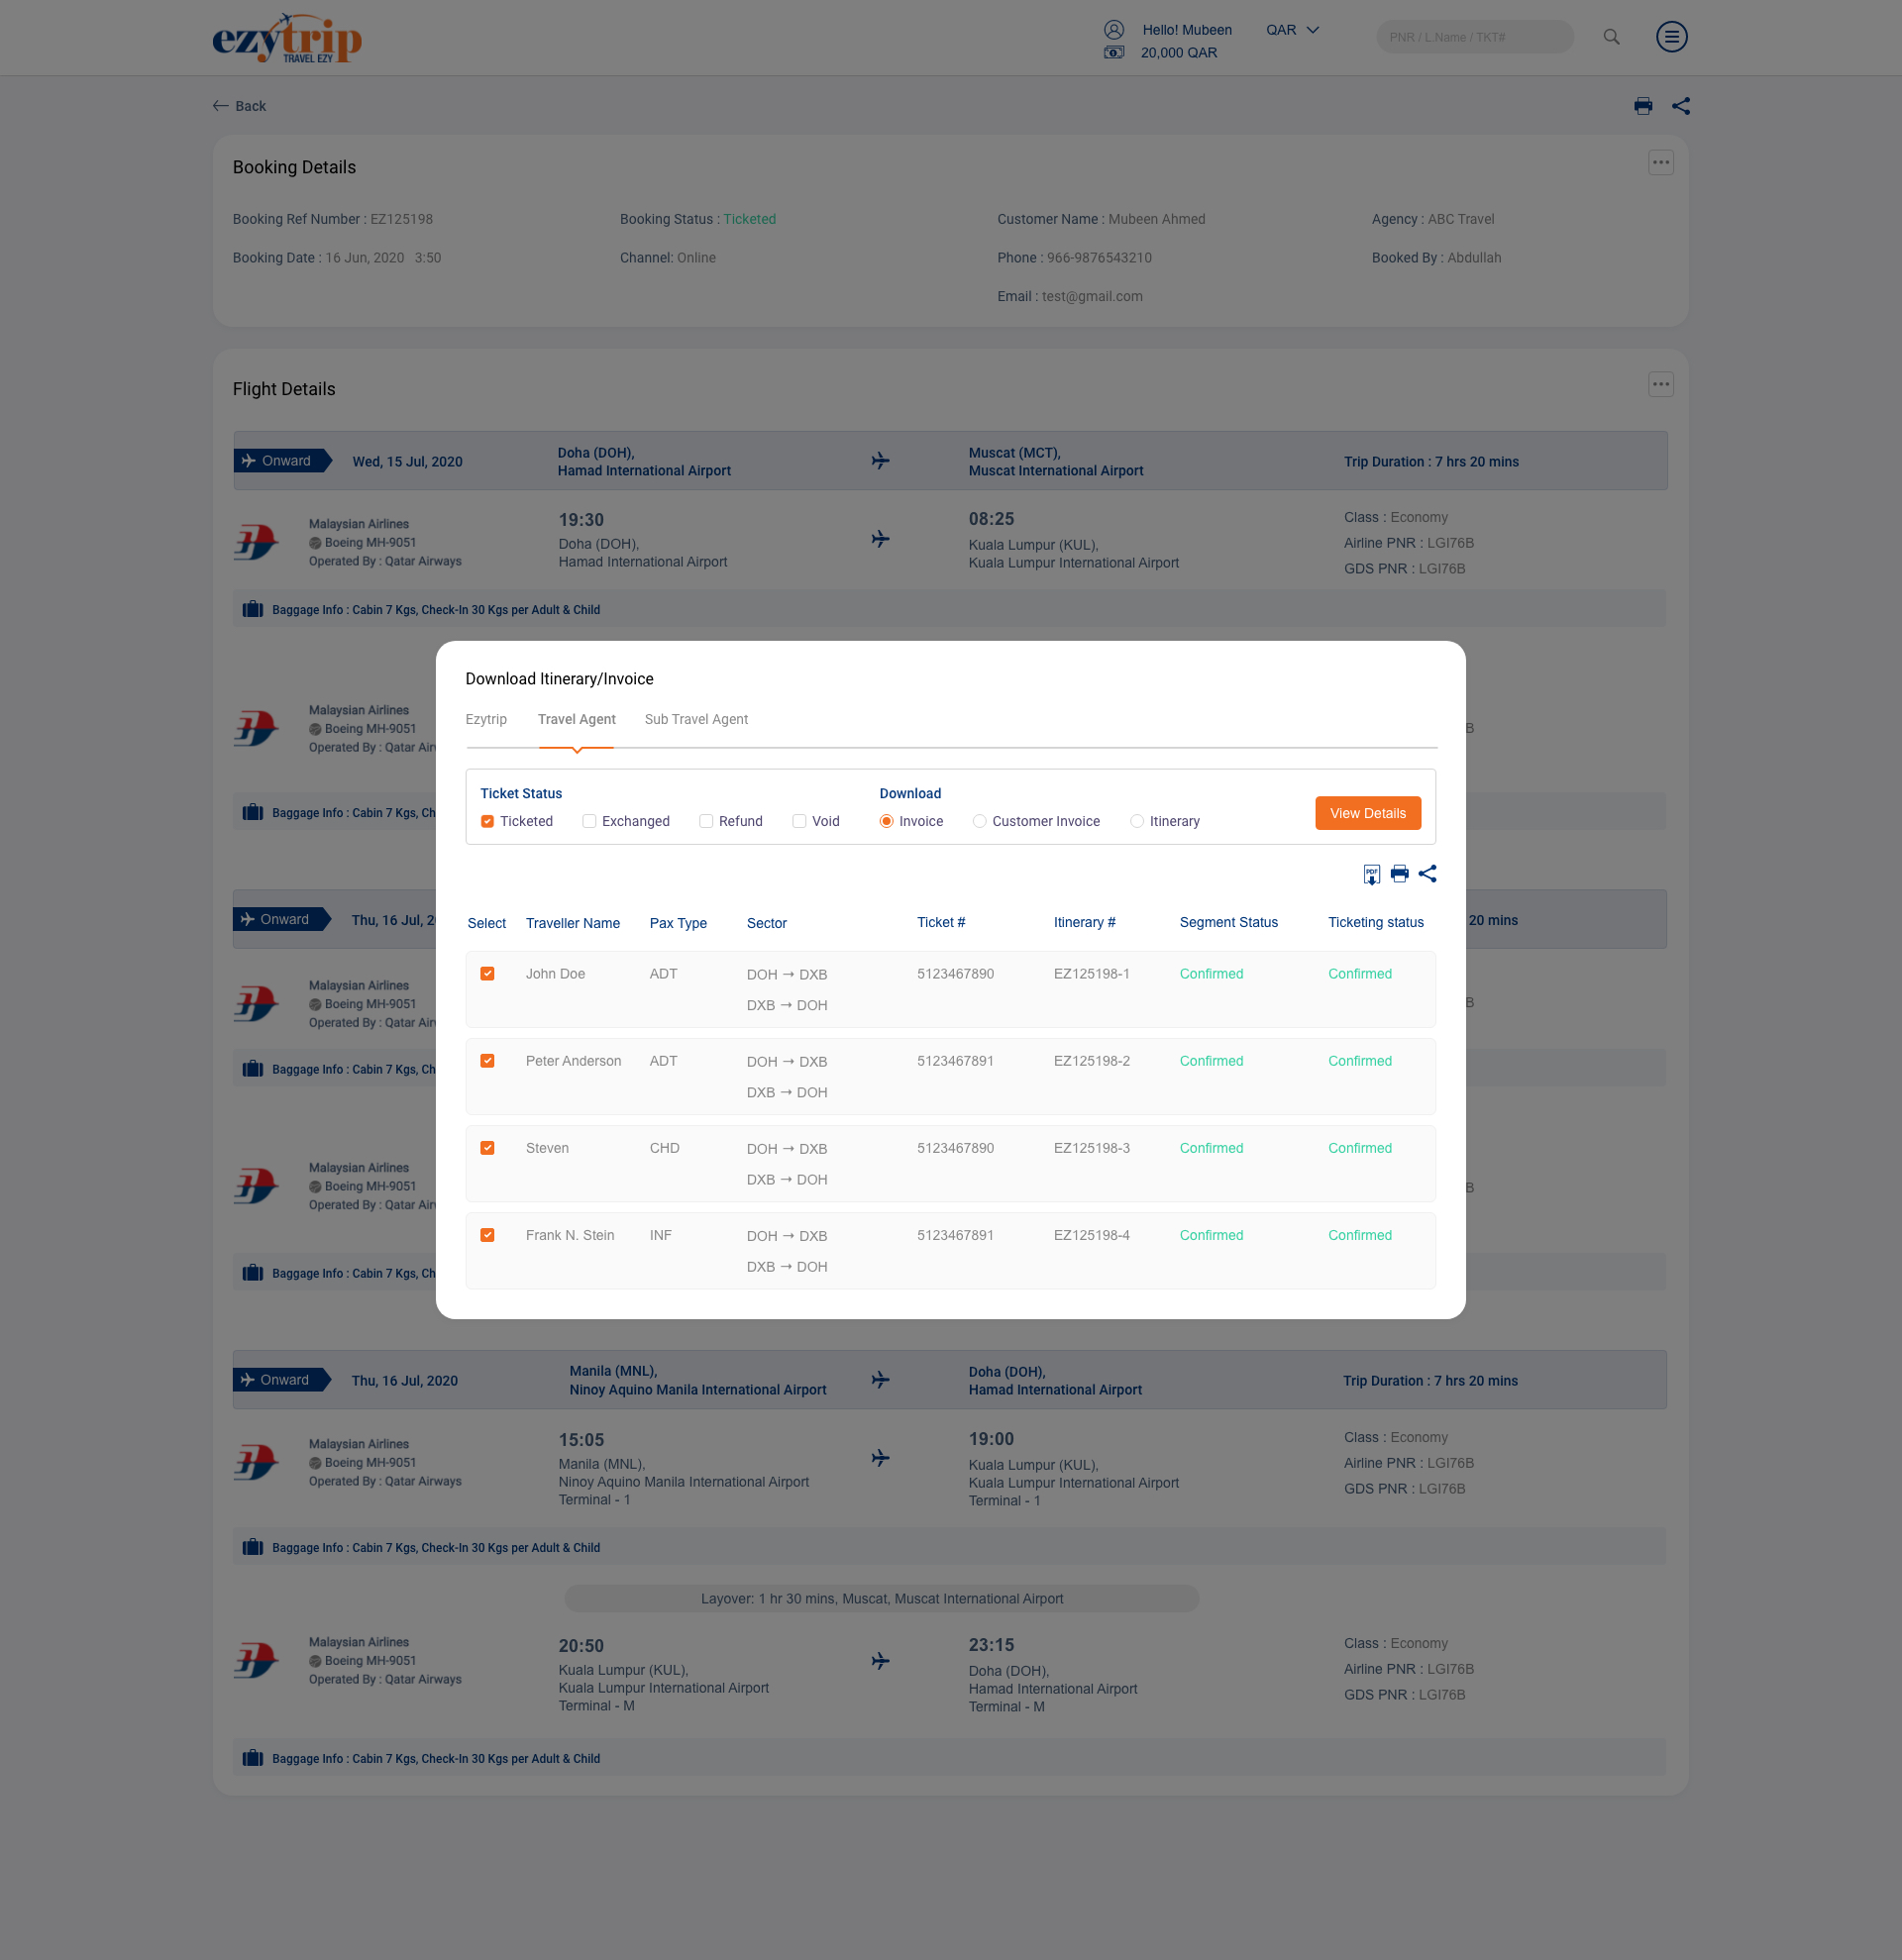 ezytrip
TRAVEL EZY
Hello! Mubeen QAR
20,000 QAR
PNR / L.Name / TKT#
Back
Booking Details
Booking Ref Number : EZ125198 Booking Status : Ticketed Customer Name : Mubeen Ahmed Agency : ABC Travel
Booking Date : 16 Jun, 2020 3:50 Channel: Online Phone : 966-9876543210 Booked By : Abdullah
Email : test@gmail.com
Flight Details
Onward Wed, 15 Jul, 2020 Doha (DOH), Muscat (MCT), Trip Duration : 7 hrs 20 mins
Hamad International Airport Muscat International Airport
Malaysian Airlines 19:30 08:25 Class : Economy
Boeing MH-9051 Doha (DOH), Kuala Lumpur (KUL), Airline PNR : LGI76B
Operated By : Qatar Airways Hamad International Airport Kuala Lumpur International Airport GDS PNR : LGI76B
Baggage Info : Cabin 7 Kgs, Check-In 30 Kgs per Adult & Child
Download Itinerary/Invoice
Ezytrip Travel Agent Sub Travel Agent
Malaysian Airlines
Boeing MH-9051 B
Operated By : Qatar Airw
Ticket Status Download
Ticketed Exchanged Refund Void Invoice Customer Invoice Itinerary View Details
Baggage Info : Cabin 7 Kgs, Ch
PDF
Onward Thu, 16 Jul, 2 20 mins
Select Traveller Name Pax Type Sector Ticket # Itinerary # Segment Status Ticketing status
John Doe ADT DOH → DXB 5123467890 EZ125198-1 Confirmed Confirmed
DXB → DOH
Malaysian Airlines
Boeing MH-9051 B
Operated By : Qatar Airw
Peter Anderson ADT DOH → DXB 5123467891 EZ125198-2 Confirmed Confirmed
DXB → DOH
Baggage Info : Cabin 7 Kgs, Ch
Steven CHD DOH → DXB 5123467890 EZ125198-3 Confirmed Confirmed
DXB → DOH
Malaysian Airlines
Boeing MH-9051 B
Operated By : Qatar Airw
Frank N. Stein INF DOH → DXB 5123467891 EZ125198-4 Confirmed Confirmed
DXB → DOH
Baggage Info : Cabin 7 Kgs, Ch
Onward Thu, 16 Jul, 2020 Manila (MNL), Doha (DOH), Trip Duration : 7 hrs 20 mins
Ninoy Aquino Manila International Airport Hamad International Airport
Malaysian Airlines 15:05 19:00 Class : Economy
Boeing MH-9051 Manila (MNL), Kuala Lumpur (KUL), Airline PNR : LGI76B
Operated By : Qatar Airways Ninoy Aquino Manila International Airport Kuala Lumpur International Airport GDS PNR : LGI76B
Terminal - 1 Terminal - 1
Baggage Info : Cabin 7 Kgs, Check-In 30 Kgs per Adult & Child
Layover: 1 hr 30 mins, Muscat, Muscat International Airport
Malaysian Airlines 20:50 23:15 Class : Economy
Boeing MH-9051 Kuala Lumpur (KUL), Doha (DOH), Airline PNR : LGI76B
Operated By : Qatar Airways Kuala Lumpur International Airport Hamad International Airport GDS PNR : LGI76B
Terminal - M Terminal - M
Baggage Info : Cabin 7 Kgs, Check-In 30 Kgs per Adult & Child